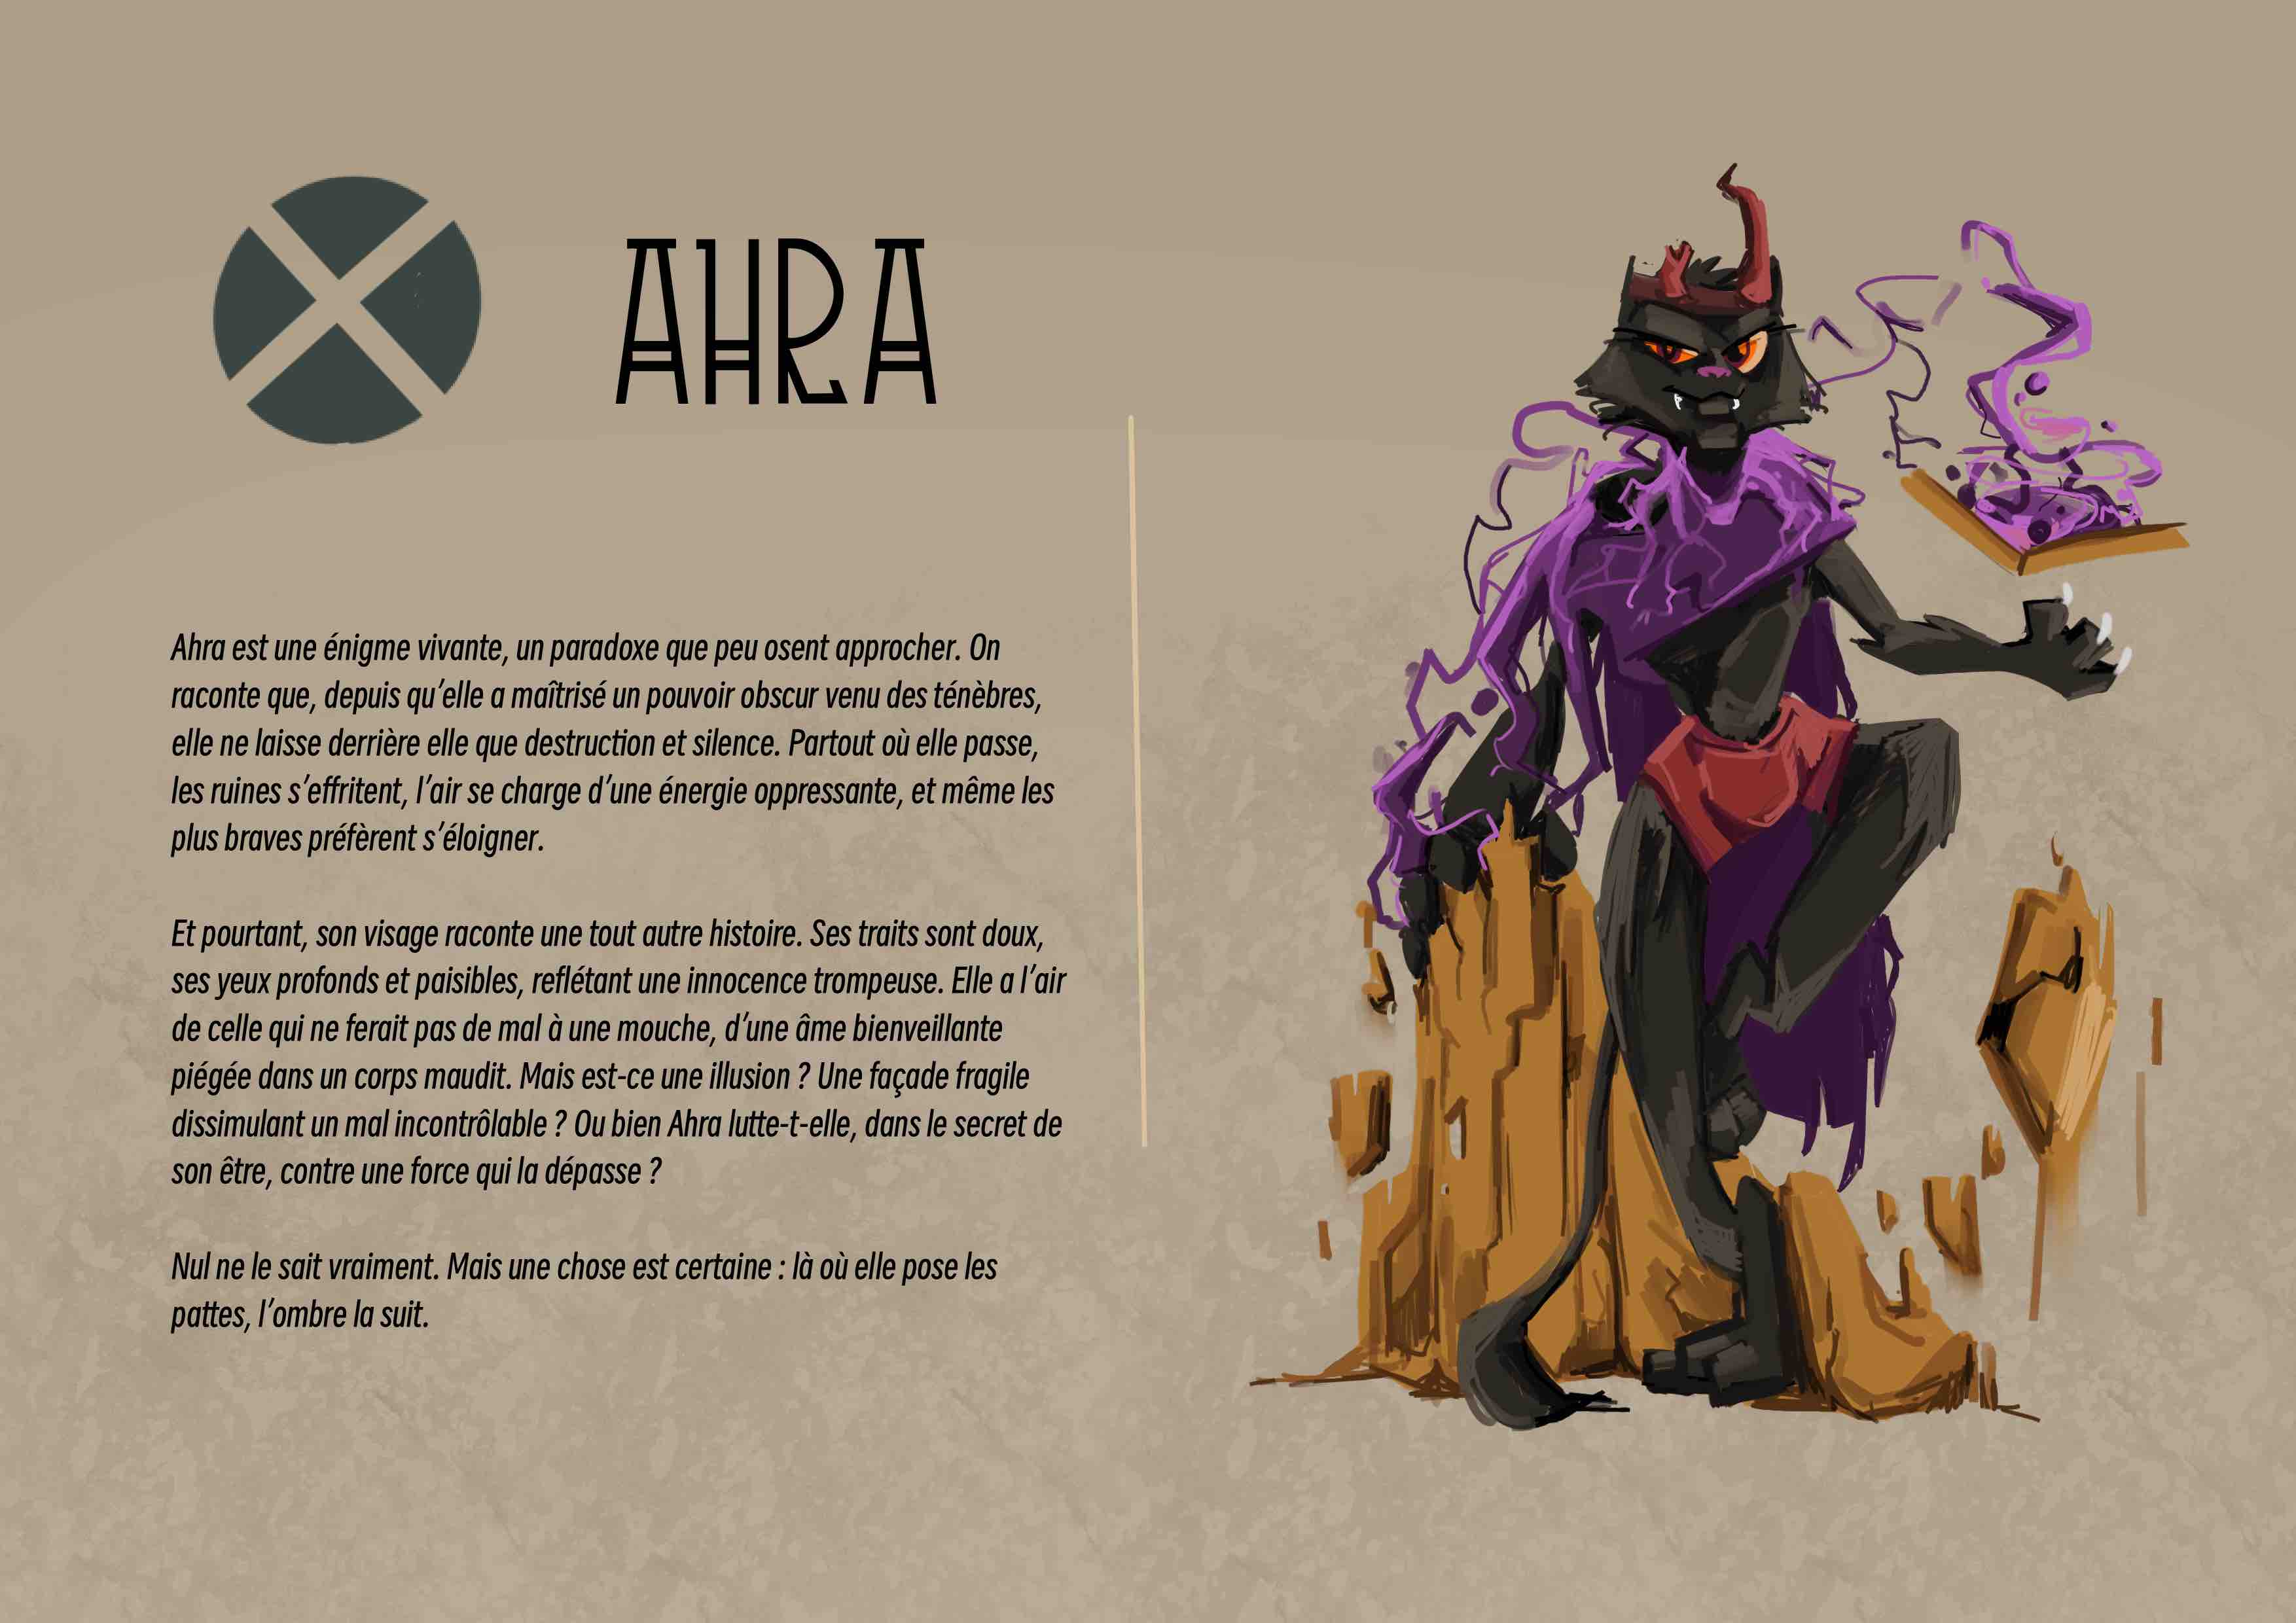 AHRA
Ahra est une énigme vivante, un paradoxe que peu osent approcher. On
raconte que, depuis qu’elle a maîtrisé un pouvoir obscur venu des ténèbres,
elle ne laisse derrière elle que destruction et silence. Partout où elle passe,
les ruines s’effritent, l’air se charge d’une énergie oppressante, et même les
plus braves préfèrent s’éloigner.
Et pourtant, son visage raconte une tout autre histoire. Ses traits sont doux,
ses yeux profonds et paisibles, reflétant une innocence trompeuse. Elle a l’air
de celle qui ne ferait pas de mal à une mouche, d’une âme bienveillante
piégée dans un corps maudit. Mais est-ce une illusion ? Une façade fragile
dissimulant un mal incontrôlable ? Ou bien Ahra lutte-t-elle, dans le secret de
son être, contre une force qui la dépasse ?
Nul ne le sait vraiment. Mais une chose est certaine : là où elle pose les
pattes, l’ombre la suit.